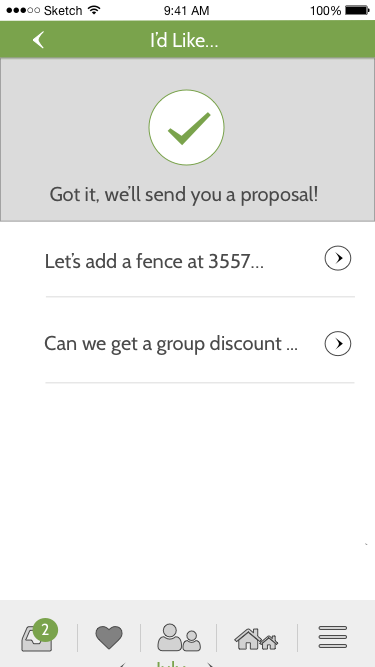 Sketch 9:41 AM 100%
I'd Like...
Got it, we'll send you a proposal!
Let's add a fence at 3557...
Can we get a group discount ...
2